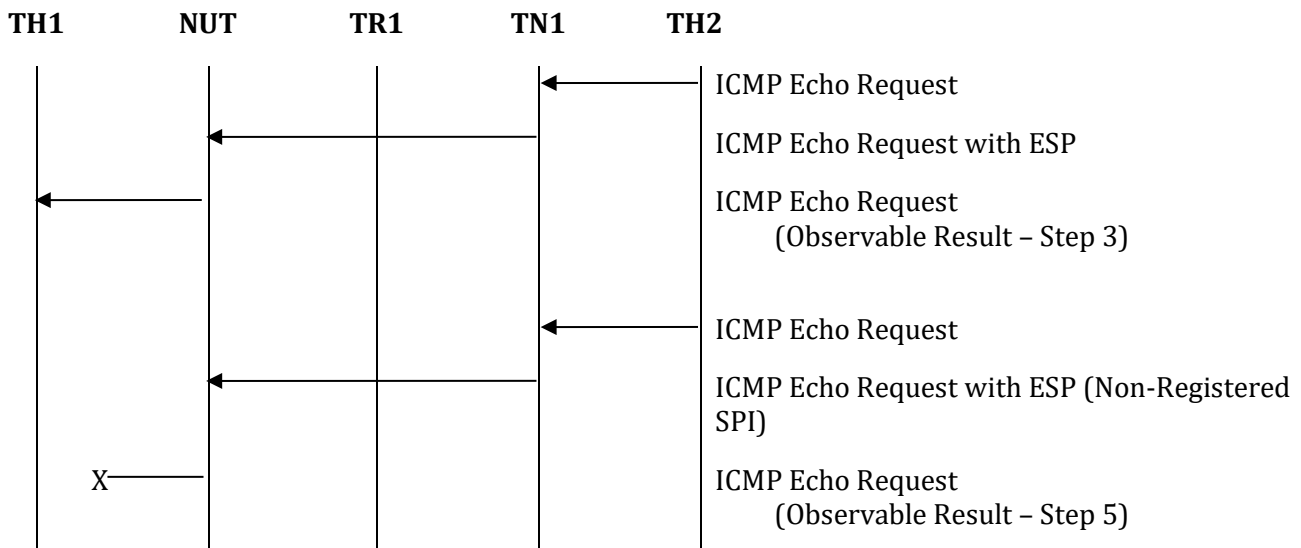 TH1 NUT TR1 TN1 TH2
ICMP Echo Request
ICMP Echo Request with ESP
ICMP Echo Request
(Observable Result – Step 3)
ICMP Echo Request
ICMP Echo Request with ESP (Non-Registered
SPI)
X ICMP Echo Request
(Observable Result – Step 5)